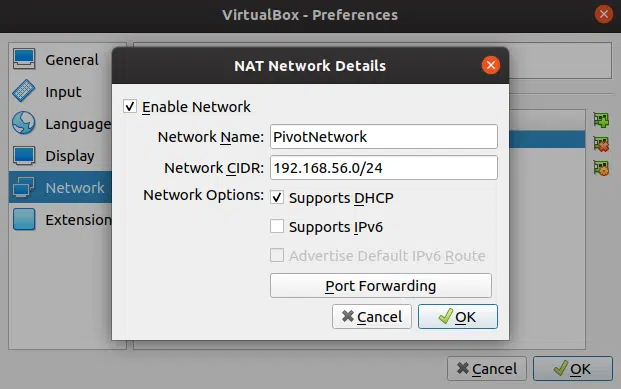 VirtualBox - Preferences
NAT Network Details
General
Input
Language
Display
Network
Extension
Enable Network
Network Name: PivotNetwork
Network CIDR: 192.168.56.0/24
Network Options: Supports DHCP
Supports IPv6
Advertise Default IPv6 Route
Port Forwarding
Cancel OK
Cancel OK